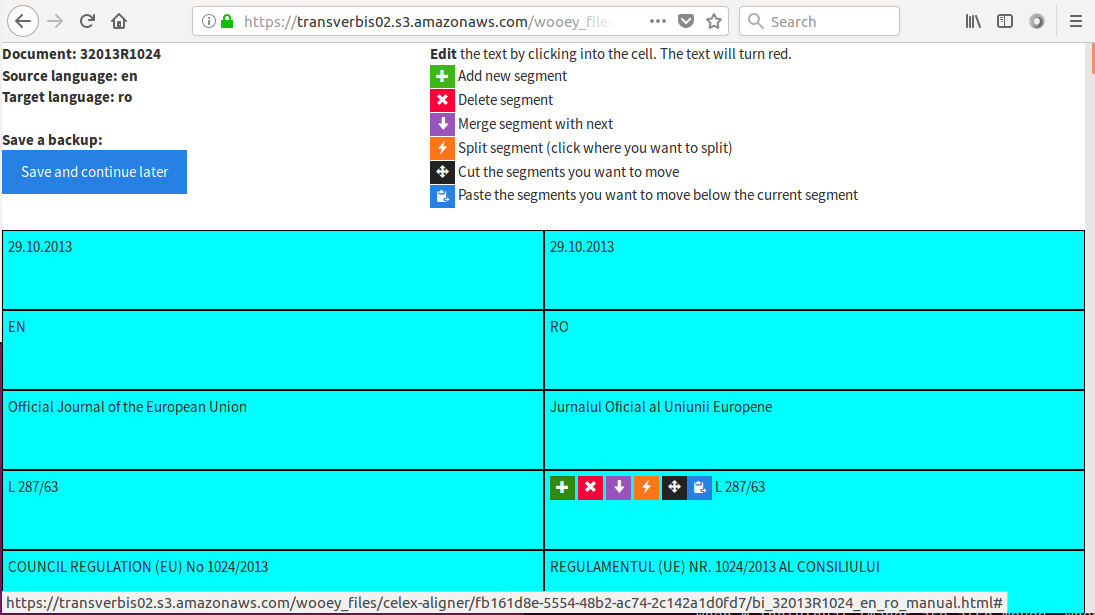 https://transverbis02.s3.amazonaws.com/wooey_files
Search
Document: 32013R1024
Source language: en
Target language: ro
Save a backup:
Save and continue later
Edit the text by clicking into the cell. The text will turn red.
Add new segment
Delete segment
Merge segment with next
Split segment (click where you want to split)
Cut the segments you want to move
Paste the segments you want to move below the current segment
29.10.2013
29.10.2013
EN
RO
Official Journal of the European Union
Jurnalul Oficial al Uniunii Europene
L 287/63
L 287/63
COUNCIL REGULATION (EU) No 1024/2013
REGULAMENTUL (UE) NR. 1024/2013 AL CONSILIULUI
https://transverbis02.s3.amazonaws.com/wooey_files/celex-aligner/fb161d8e-5554-48b2-ac74-2c142a1d0fd7/bi_32013R1024_en_ro_manual.html#